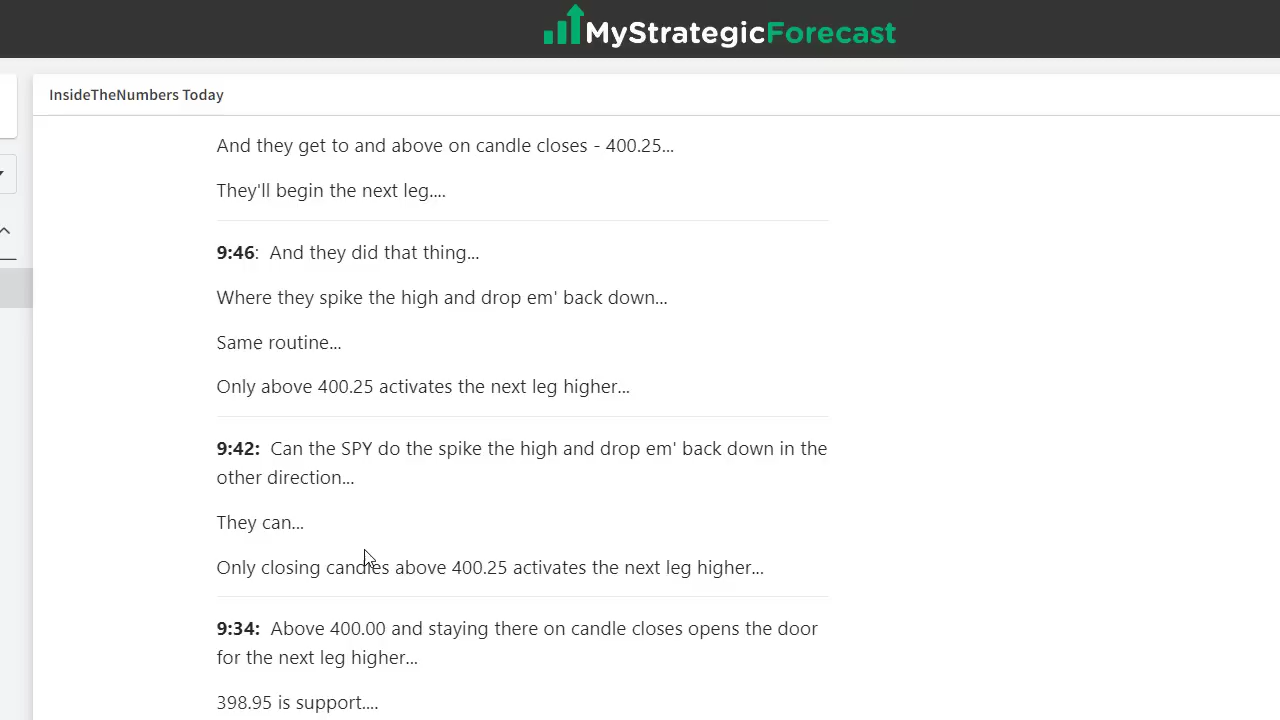 MyStrategicForecast
InsideTheNumbers Today
And they get to and above on candle closes - 400.25...
They'll begin the next leg....
9:46:  And they did that thing...
Where they spike the high and drop em' back down...
Same routine...
Only above 400.25 activates the next leg higher...
9:42:  Can the SPY do the spike the high and drop em' back down in the
other direction...
They can...
Only closing candles above 400.25 activates the next leg higher...
9:34:  Above 400.00 and staying there on candle closes opens the door
for the next leg higher...
398.95 is support....